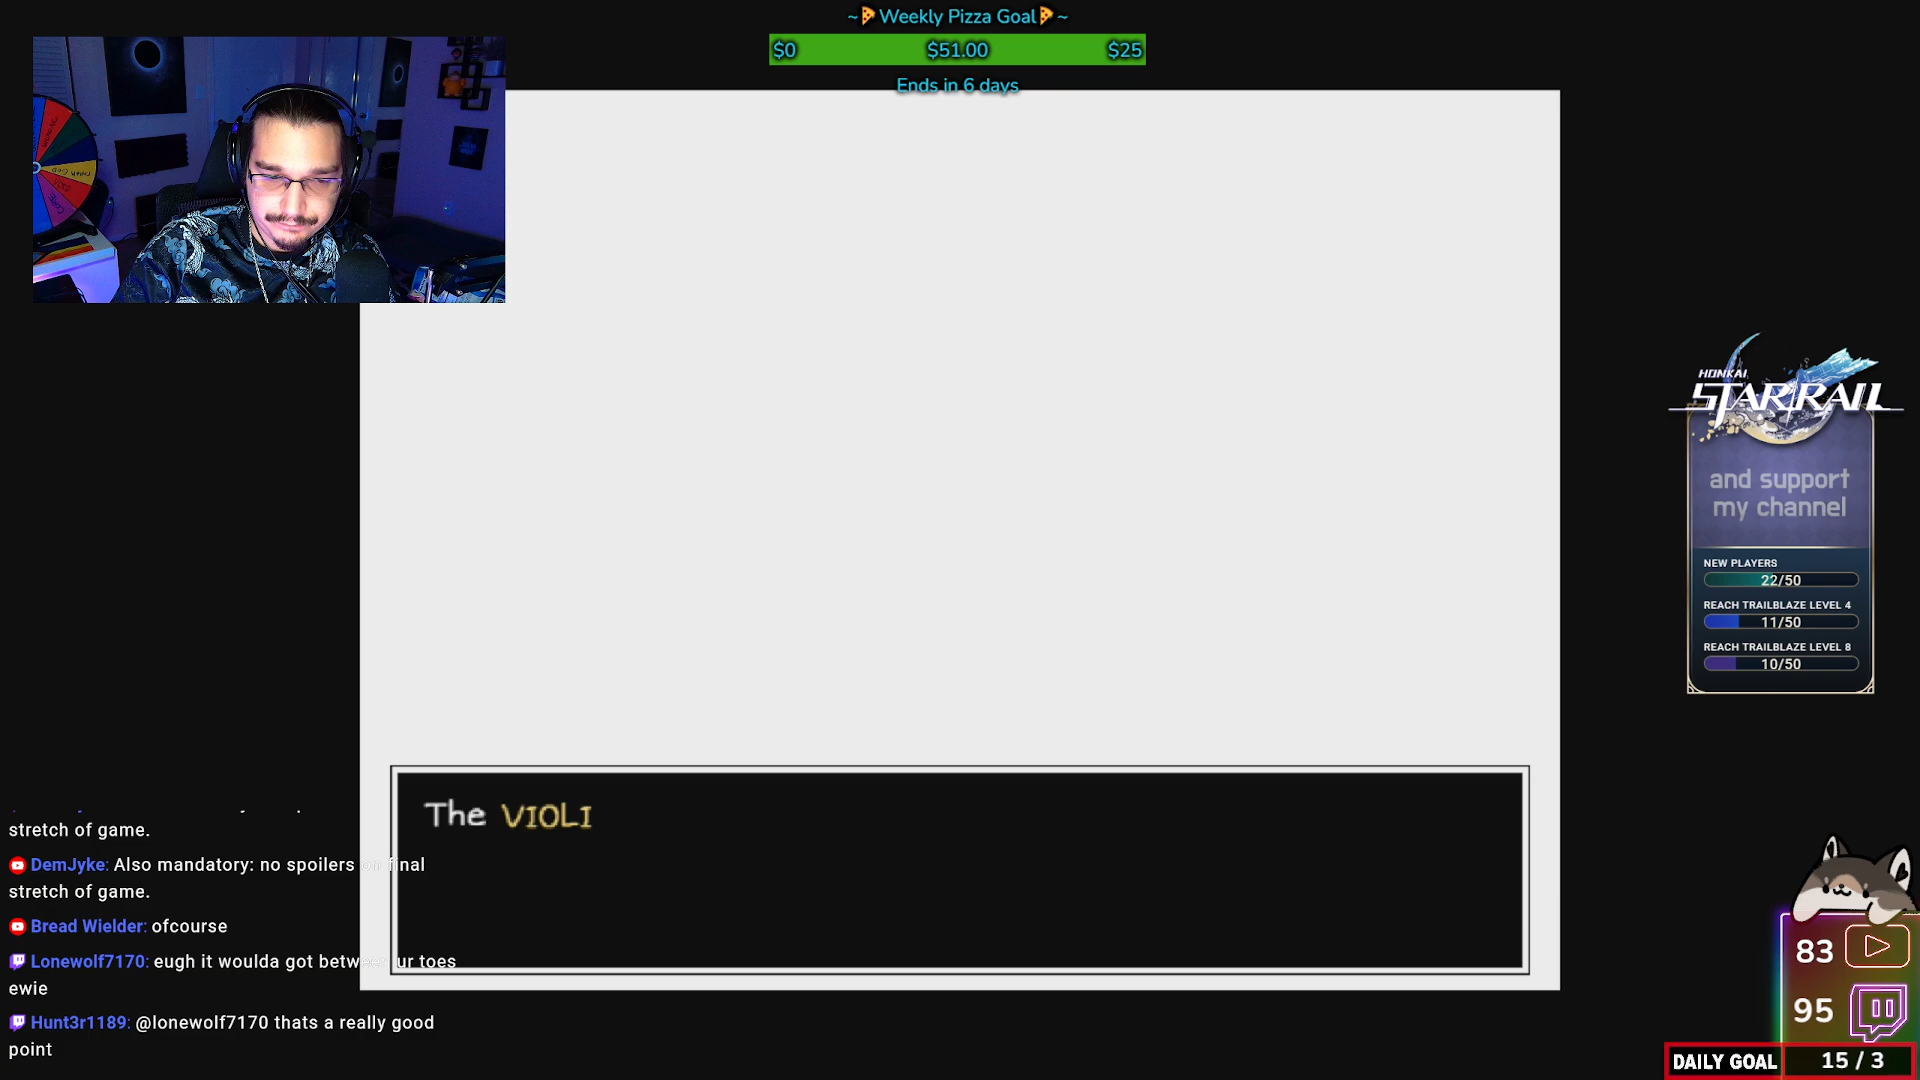 ~🍕Weekly Pizza Goal🍕~
$0 $51.00 $25
Ends in 6 days
HONKAI
STAR RAIL
and support
my channel
NEW PLAYERS
22/50
REACH TRAILBLAZE LEVEL 4
11/50
REACH TRAILBLAZE LEVEL 8
10/50
The VIOLI
stretch of game.
DemJyke: Also mandatory: no spoilers on final
stretch of game.
Bread Wielder: ofcourse
Lonewolf7170: eugh it woulda got between ur toes
ewie
Hunt3r1189: @lonewolf7170 thats a really good
point
83
95
DAILY GOAL 15 / 3